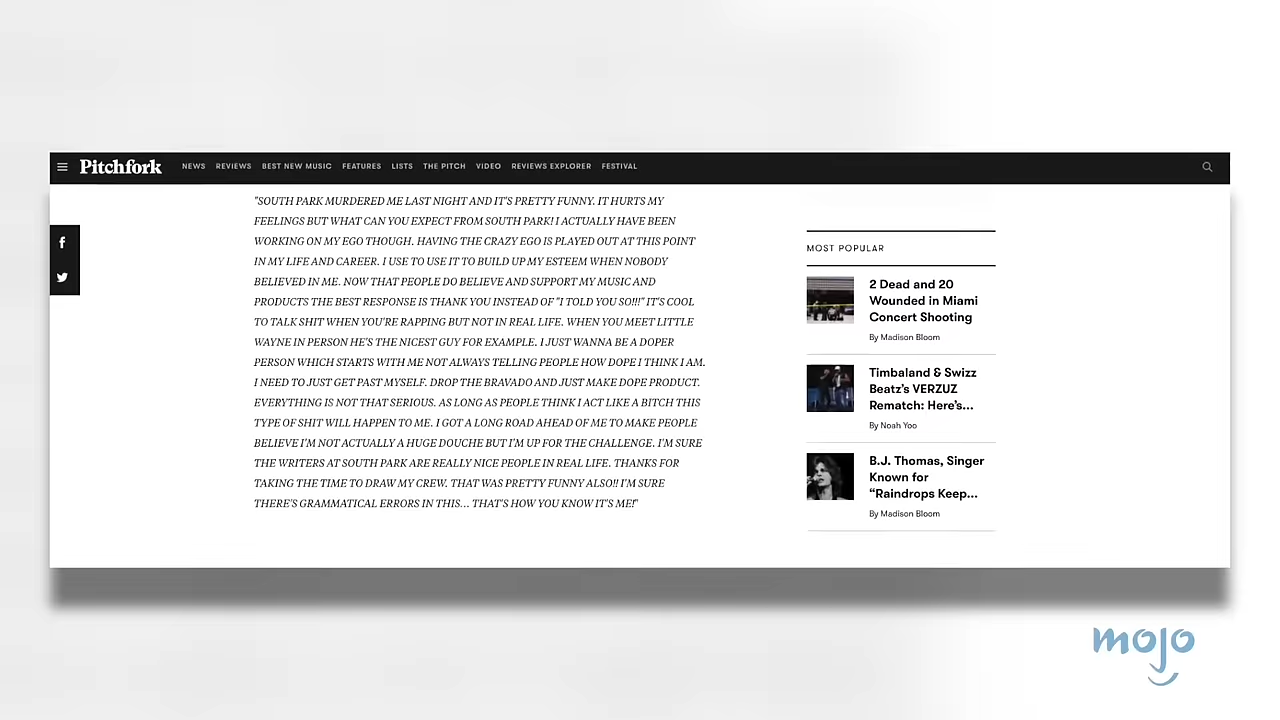 Pitchfork NEWS REVIEWS BEST NEW MUSIC FEATURES LISTS THE PITCH VIDEO REVIEWS EXPLORER FESTIVAL
"SOUTH PARK MURDERED ME LAST NIGHT AND IT'S PRETTY FUNNY. IT HURTS MY
FEELINGS BUT WHAT CAN YOU EXPECT FROM SOUTH PARK! I ACTUALLY HAVE BEEN
WORKING ON MY EGO THOUGH. HAVING THE CRAZY EGO IS PLAYED OUT AT THIS POINT
IN MY LIFE AND CAREER. I USE TO USE IT TO BUILD UP MY ESTEEM WHEN NOBODY
BELIEVED IN ME. NOW THAT PEOPLE DO BELIEVE AND SUPPORT MY MUSIC AND
PRODUCTS THE BEST RESPONSE IS THANK YOU INSTEAD OF "I TOLD YOU SO!!!" IT'S COOL
TO TALK SHIT WHEN YOU'RE RAPPING BUT NOT IN REAL LIFE. WHEN YOU MEET LITTLE
WAYNE IN PERSON HE'S THE NICEST GUY FOR EXAMPLE. I JUST WANNA BE A DOPER
PERSON WHICH STARTS WITH ME NOT ALWAYS TELLING PEOPLE HOW DOPE I THINK I AM.
I NEED TO JUST GET PAST MYSELF. DROP THE BRAVADO AND JUST MAKE DOPE PRODUCT.
EVERYTHING IS NOT THAT SERIOUS. AS LONG AS PEOPLE THINK I ACT LIKE A BITCH THIS
TYPE OF SHIT WILL HAPPEN TO ME. I GOT A LONG ROAD AHEAD OF ME TO MAKE PEOPLE
BELIEVE I'M NOT ACTUALLY A HUGE DOUCHE BUT I'M UP FOR THE CHALLENGE. I'M SURE
THE WRITERS AT SOUTH PARK ARE REALLY NICE PEOPLE IN REAL LIFE. THANKS FOR
TAKING THE TIME TO DRAW MY CREW. THAT WAS PRETTY FUNNY ALSO!! I'M SURE
THERE'S GRAMMATICAL ERRORS IN THIS... THAT'S HOW YOU KNOW IT'S ME!"
MOST POPULAR
2 Dead and 20
Wounded in Miami
Concert Shooting
By Madison Bloom
Timbaland & Swizz
Beatz's VERZUZ
Rematch: Here's...
By Noah Yoo
B.J. Thomas, Singer
Known for
"Raindrops Keep...
By Madison Bloom
mojo